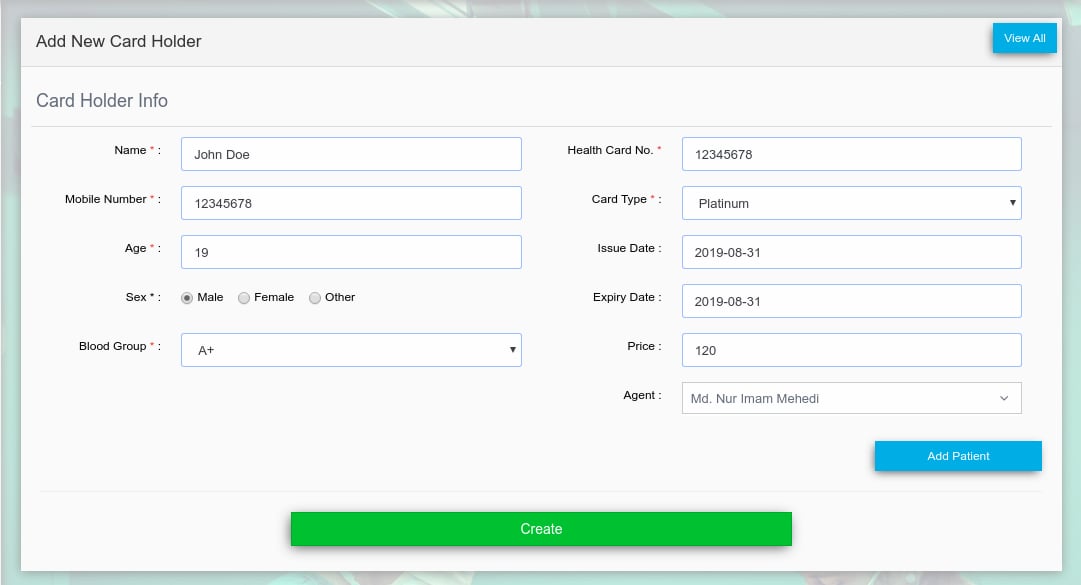 Add New Card Holder
View All
Card Holder Info
Name * :
John Doe
Health Card No. *
12345678
Mobile Number * :
12345678
Card Type * :
Platinum
Age * :
19
Issue Date :
2019-08-31
Sex * :
Male
Female
Other
Expiry Date :
2019-08-31
Blood Group * :
A+
Price :
120
Agent :
Md. Nur Imam Mehedi
Add Patient
Create